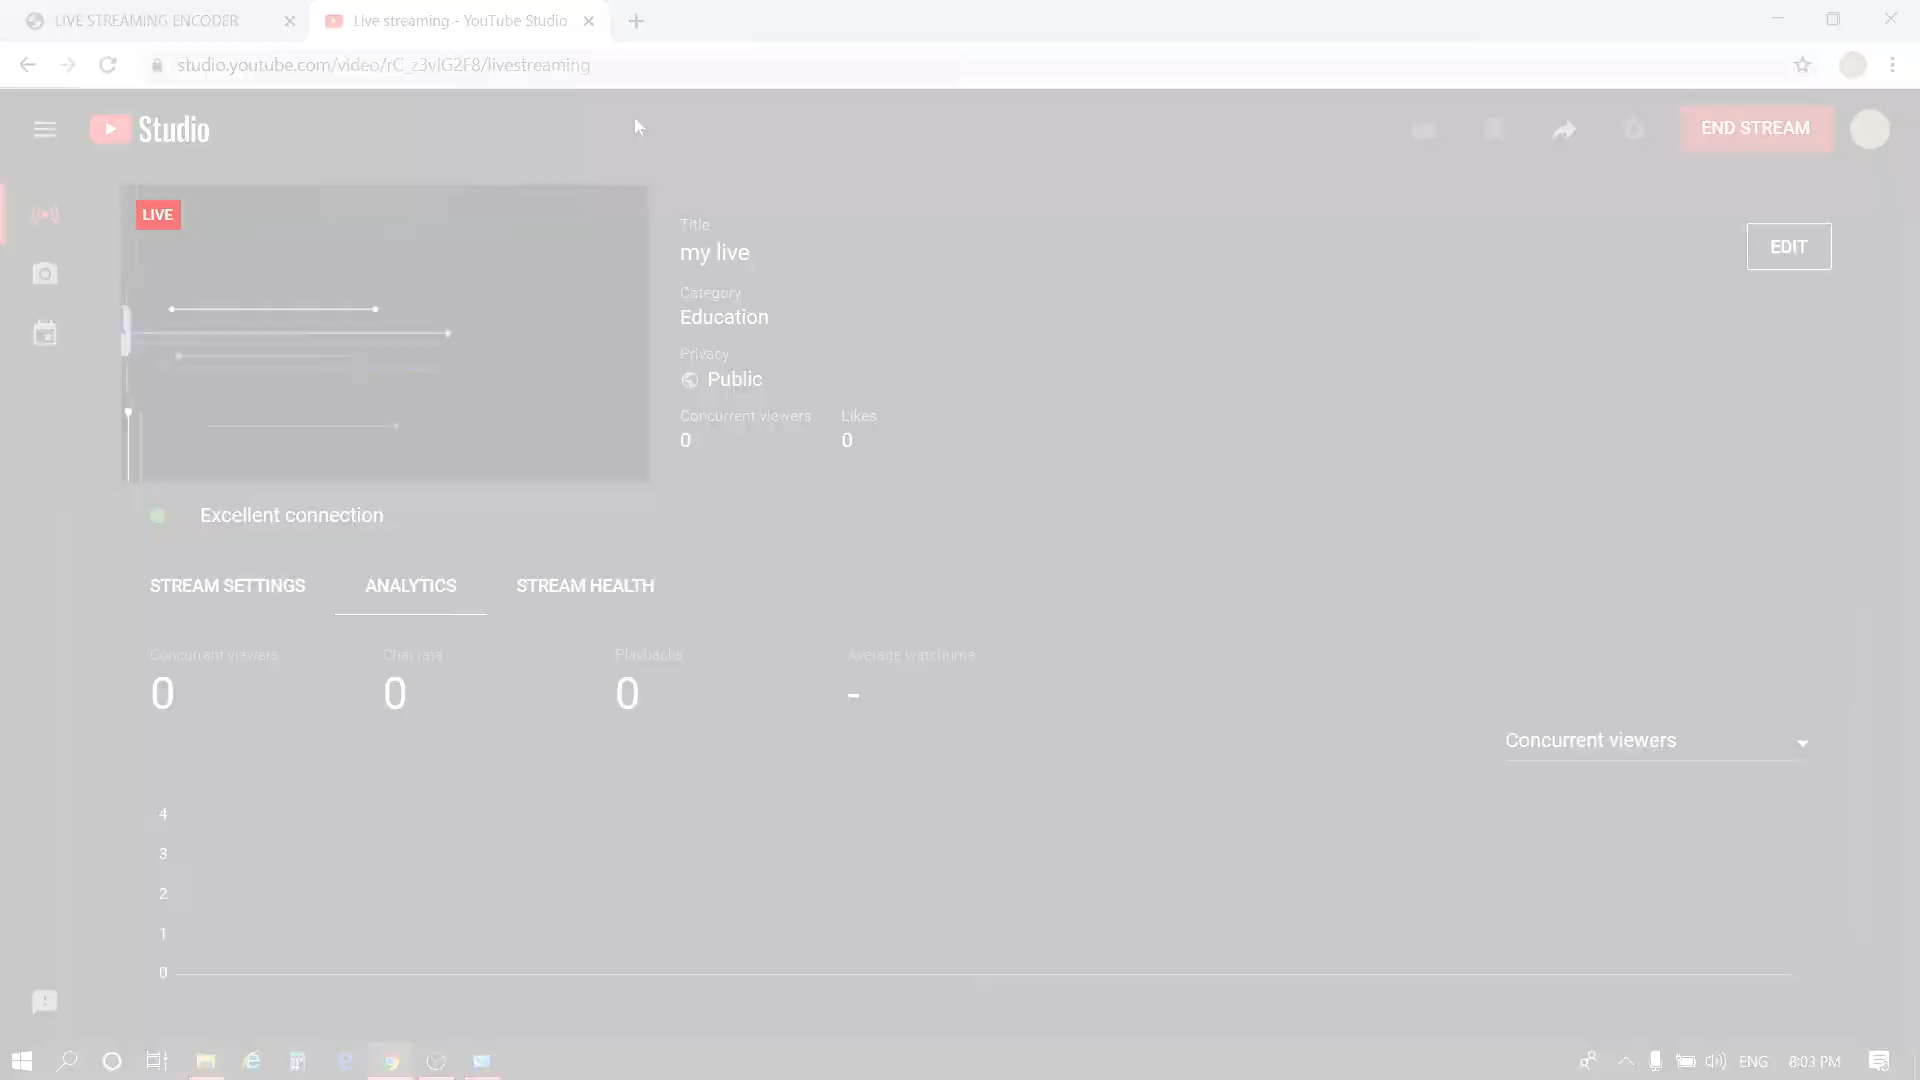 LIVE STREAMING ENCODER
Live streaming - YouTube Studio
studio.youtube.com/video/rC_z3vlG2F8/livestreaming
Studio
END STREAM
LIVE
Title
my live
EDIT
Category
Education
Privacy
Public
Concurrent viewers Likes
0 0
Excellent connection
STREAM SETTINGS ANALYTICS STREAM HEALTH
Concurrent viewers Chat rate Playbacks Average watchtime
0 0 0 -
Concurrent viewers
4
3
2
1
0
ENG 8:03 PM